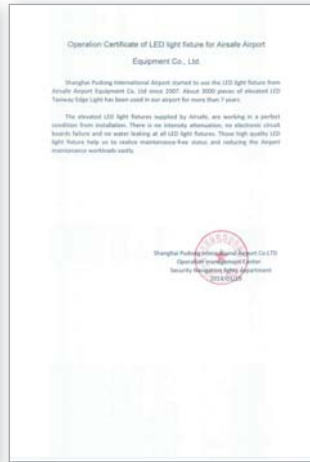 Operation Certificate of LED light fixture for Airsafe Airport
Equipment Co., Ltd.
Shanghai Pudong International Airport started to use the LED light fixture from
Airsafe Airport Equipment Co. Ltd since 2007. About 3000 pieces of elevated LED
Taxiway Edge Light has been used in our airport for more than 7 years.
The elevated LED light fixtures supplied by Airsafe, are working in a perfect
condition from installation. There is no intensity attenuation, no electronic circuit
boards failure and no water leaking at all LED light fixtures. Those high quality LED
light fixture help us to realize maintenance-free status and reducing the Airport
maintenance workloads vastly.
Shanghai Pudong International Airport Co LTD
Operation management Center
Security Navigation lights department